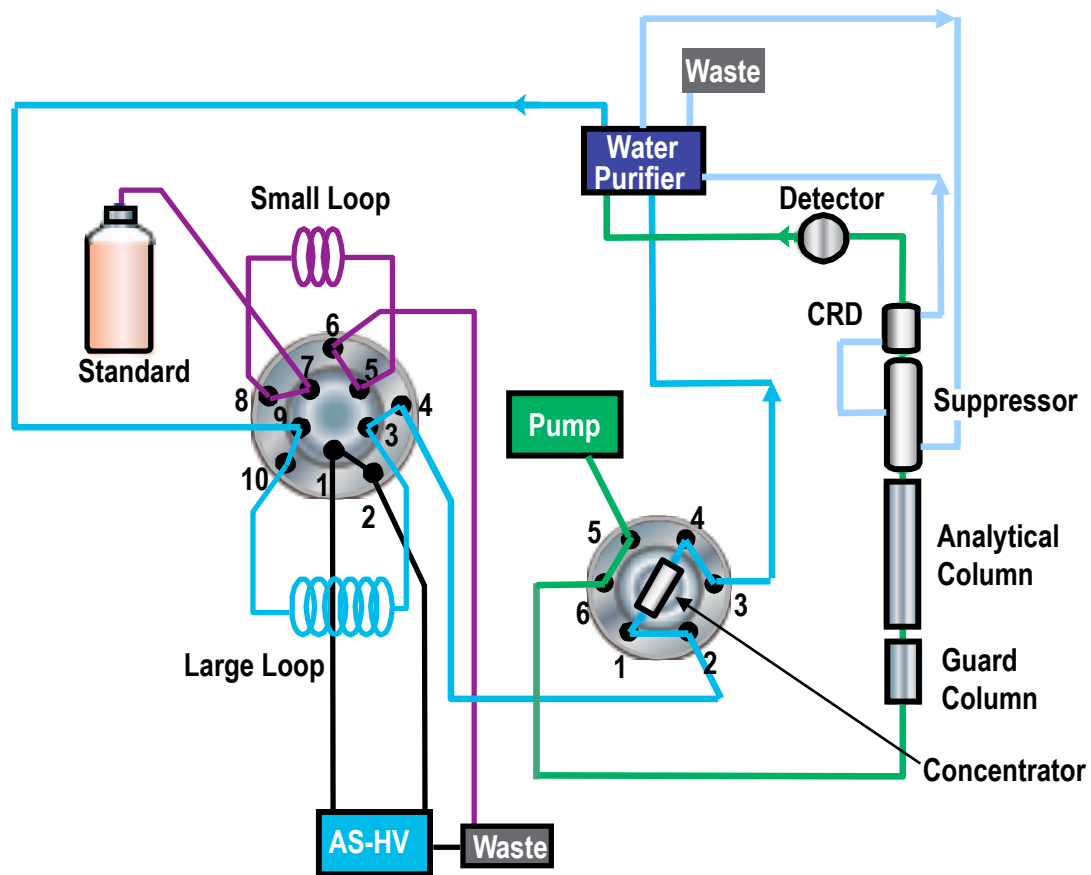 Waste
Water
Purifier
Small Loop
Detector
Standard
CRD
Suppressor
6
7
5
8
4
9
3
10
1
2
Pump
5
4
6
3
1
2
Analytical
Column
Large Loop
Guard
Column
Concentrator
AS-HV
Waste